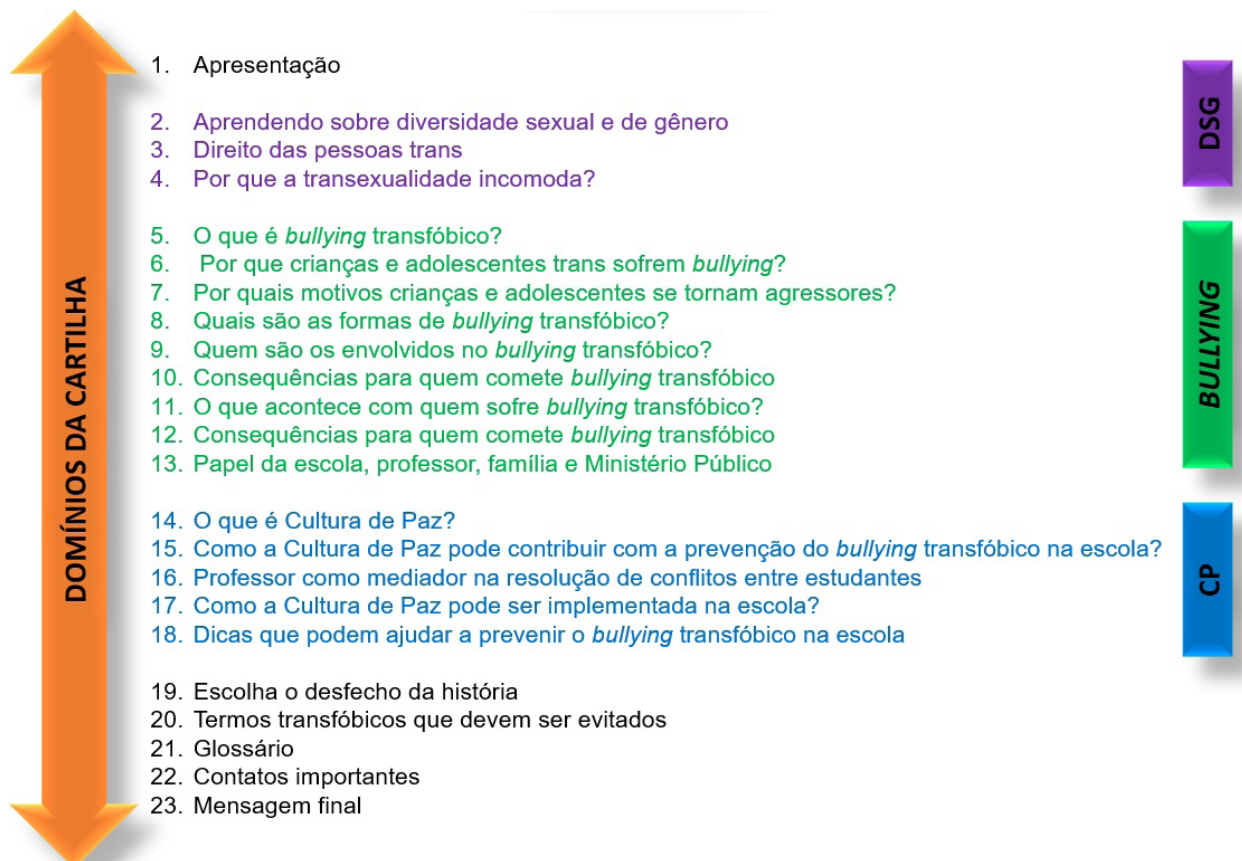 DOMÍNIOS DA CARTILHA
1. Apresentação
2. Aprendendo sobre diversidade sexual e de gênero
3. Direito das pessoas trans
4. Por que a transexualidade incomoda?
DSG
5. O que é bullying transfóbico?
6. Por que crianças e adolescentes trans sofrem bullying?
7. Por quais motivos crianças e adolescentes se tornam agressores?
8. Quais são as formas de bullying transfóbico?
9. Quem são os envolvidos no bullying transfóbico?
10. Consequências para quem comete bullying transfóbico
11. O que acontece com quem sofre bullying transfóbico?
12. Consequências para quem comete bullying transfóbico
13. Papel da escola, professor, família e Ministério Público
BULLYING
14. O que é Cultura de Paz?
15. Como a Cultura de Paz pode contribuir com a prevenção do bullying transfóbico na escola?
16. Professor como mediador na resolução de conflitos entre estudantes
17. Como a Cultura de Paz pode ser implementada na escola?
18. Dicas que podem ajudar a prevenir o bullying transfóbico na escola
CP
19. Escolha o desfecho da história
20. Termos transfóbicos que devem ser evitados
21. Glossário
22. Contatos importantes
23. Mensagem final